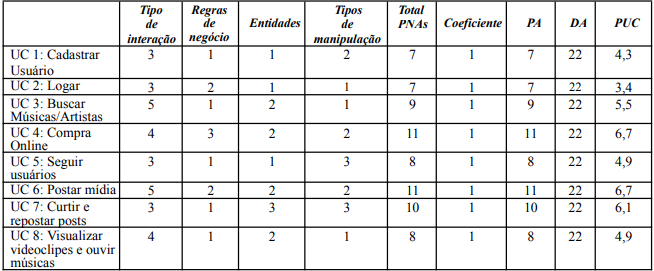 Tipo de interação Regras de negócio Entidades Tipos de manipulação Total PNAs Coeficiente PA DA PUC
UC 1: Cadastrar Usuário 3 1 1 2 7 1 7 22 4,3
UC 2: Logar 3 2 1 1 7 1 7 22 3,4
UC 3: Buscar Músicas/Artistas 5 1 2 1 9 1 9 22 5,5
UC 4: Compra Online 4 3 2 2 11 1 11 22 6,7
UC 5: Seguir usuários 3 1 1 3 8 1 8 22 4,9
UC 6: Postar mídia 5 2 2 2 11 1 11 22 6,7
UC 7: Curtir e repostar posts 3 1 3 3 10 1 10 22 6,1
UC 8: Visualizar videoclipes e ouvir músicas 4 1 2 1 8 1 8 22 4,9